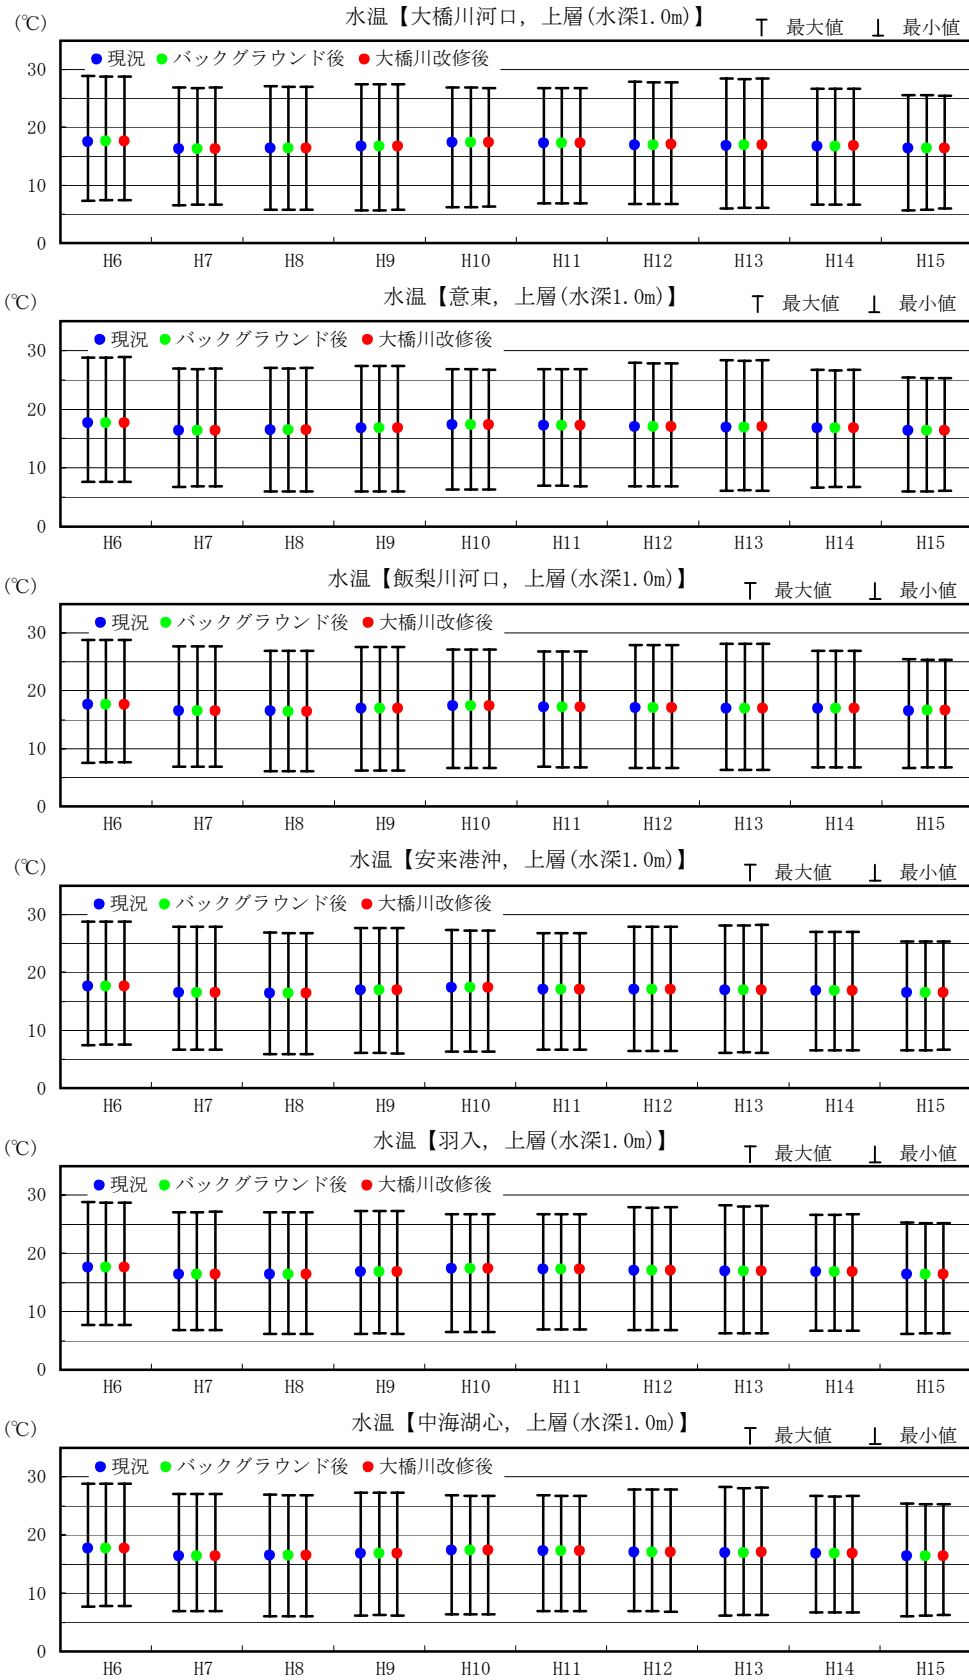 水温【大橋川河口，上層(水深1.0m)】
(℃) 最大値 最小値
現況 バックグラウンド後 大橋川改修後
30
20
10
0
H6 H7 H8 H9 H10 H11 H12 H13 H14 H15
水温【意東，上層(水深1.0m)】
(℃) 最大値 最小値
現況 バックグラウンド後 大橋川改修後
30
20
10
0
H6 H7 H8 H9 H10 H11 H12 H13 H14 H15
水温【飯梨川河口，上層(水深1.0m)】
(℃) 最大値 最小値
現況 バックグラウンド後 大橋川改修後
30
20
10
0
H6 H7 H8 H9 H10 H11 H12 H13 H14 H15
水温【安来港沖，上層(水深1.0m)】
(℃) 最大値 最小値
現況 バックグラウンド後 大橋川改修後
30
20
10
0
H6 H7 H8 H9 H10 H11 H12 H13 H14 H15
水温【羽入，上層(水深1.0m)】
(℃) 最大値 最小値
現況 バックグラウンド後 大橋川改修後
30
20
10
0
H6 H7 H8 H9 H10 H11 H12 H13 H14 H15
水温【中海湖心，上層(水深1.0m)】
(℃) 最大値 最小値
現況 バックグラウンド後 大橋川改修後
30
20
10
0
H6 H7 H8 H9 H10 H11 H12 H13 H14 H15